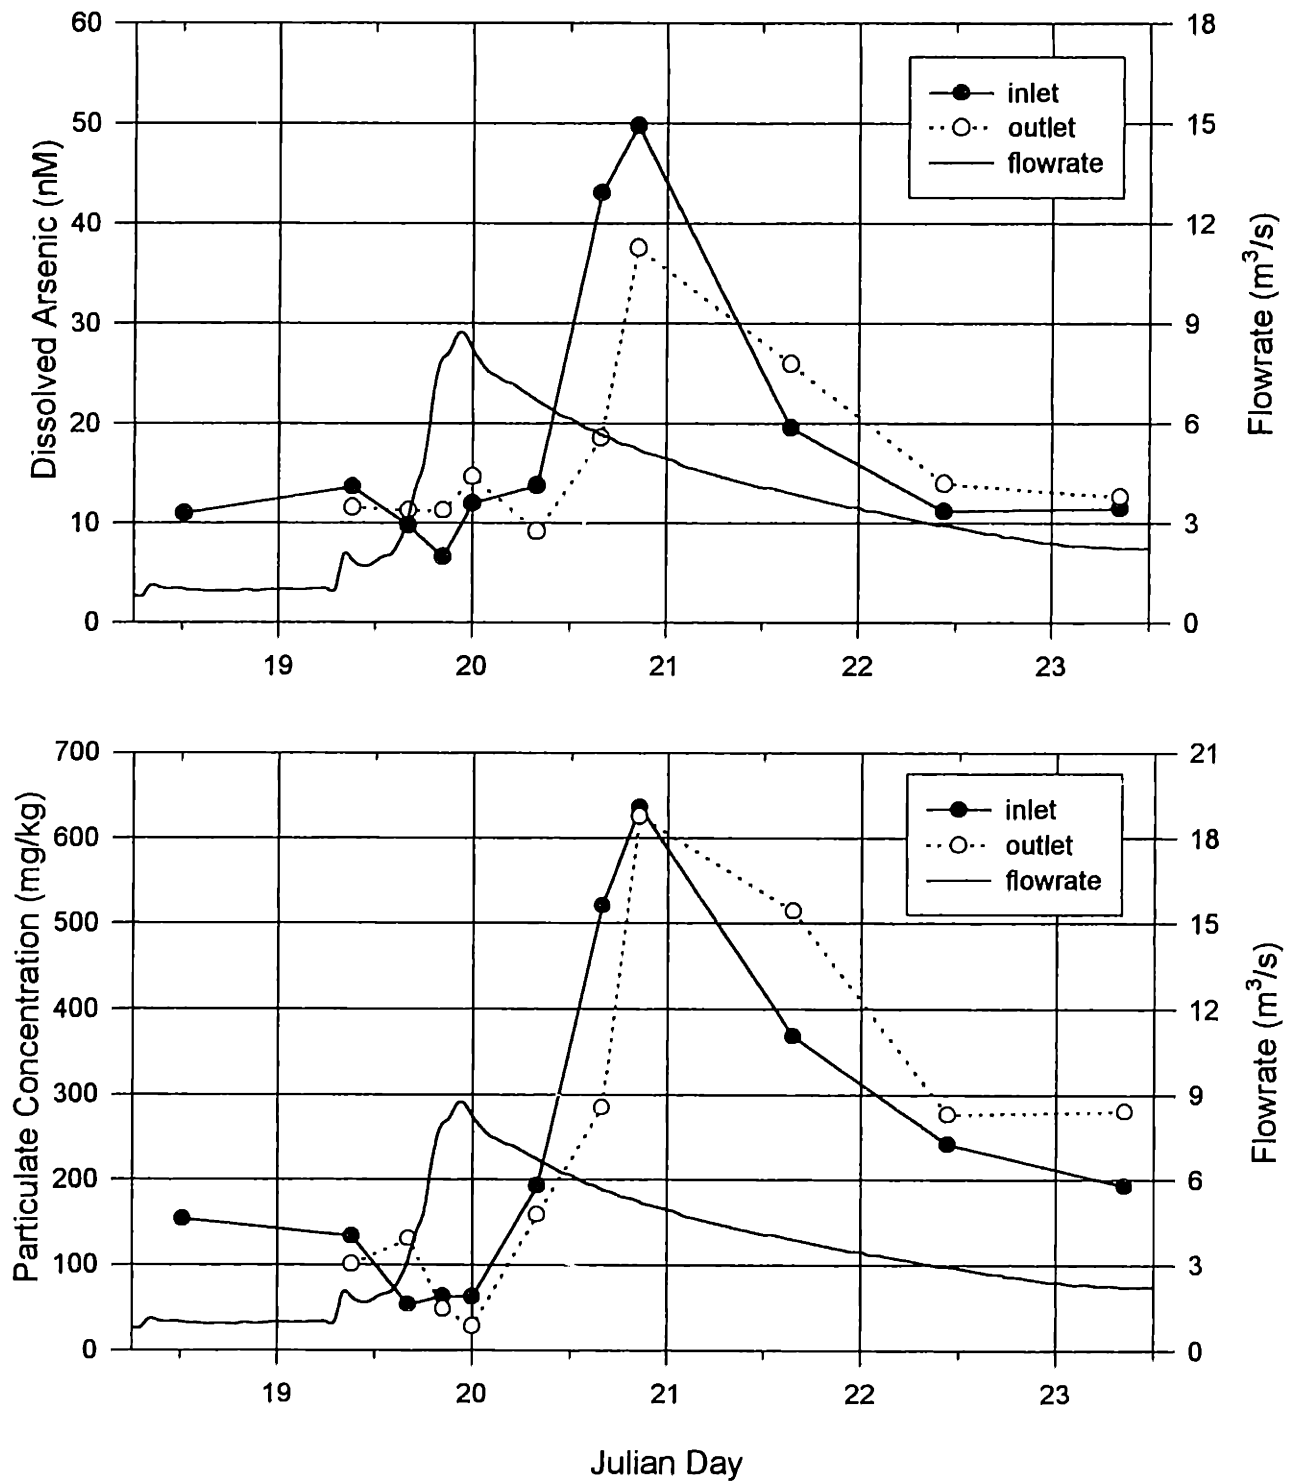 60
50
40
30
20
10
0
Dissolved Arsenic (nM)
18
15
12
9
6
3
0
Flowrate (m³/s)
inlet
outlet
flowrate
19 20 21 22 23
700
600
500
400
300
200
100
0
Particulate Concentration (mg/kg)
21
18
15
12
9
6
3
0
Flowrate (m³/s)
inlet
outlet
flowrate
19 20 21 22 23
Julian Day